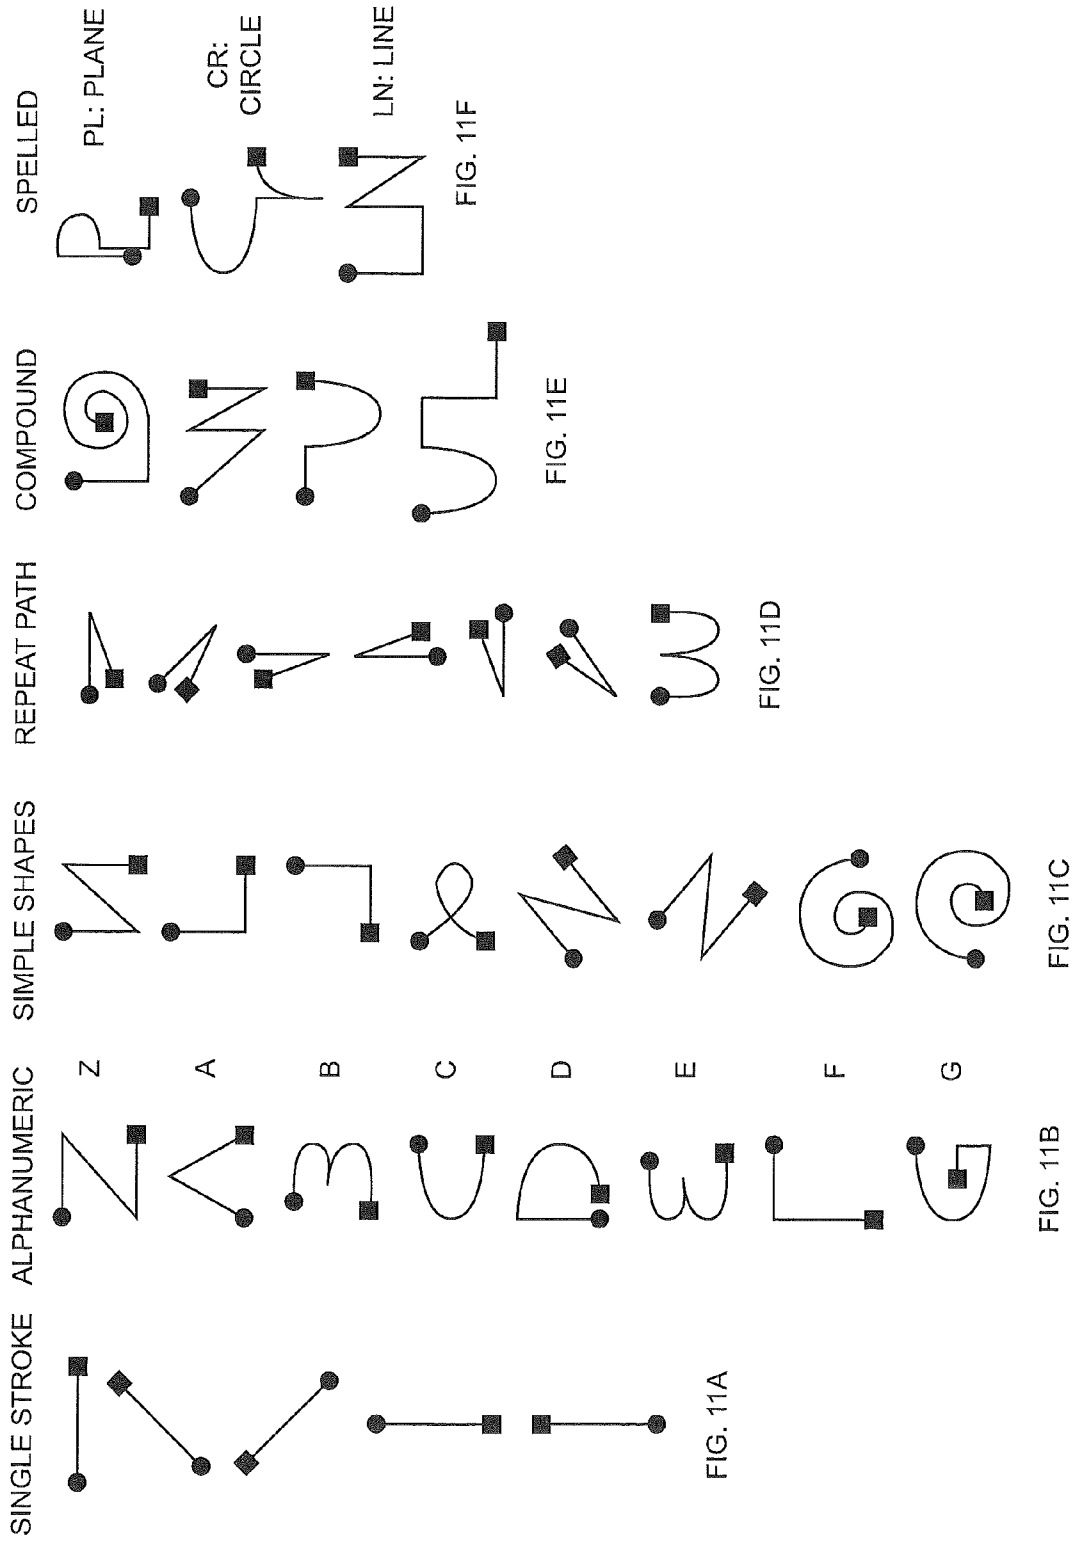 SINGLE STROKE
FIG. 11A
ALPHANUMERIC
Z
A
B
C
D
E
F
G
FIG. 11B
SIMPLE SHAPES
FIG. 11C
REPEAT PATH
FIG. 11D
COMPOUND
FIG. 11E
SPELLED
PL: PLANE
CR:
CIRCLE
LN: LINE
FIG. 11F